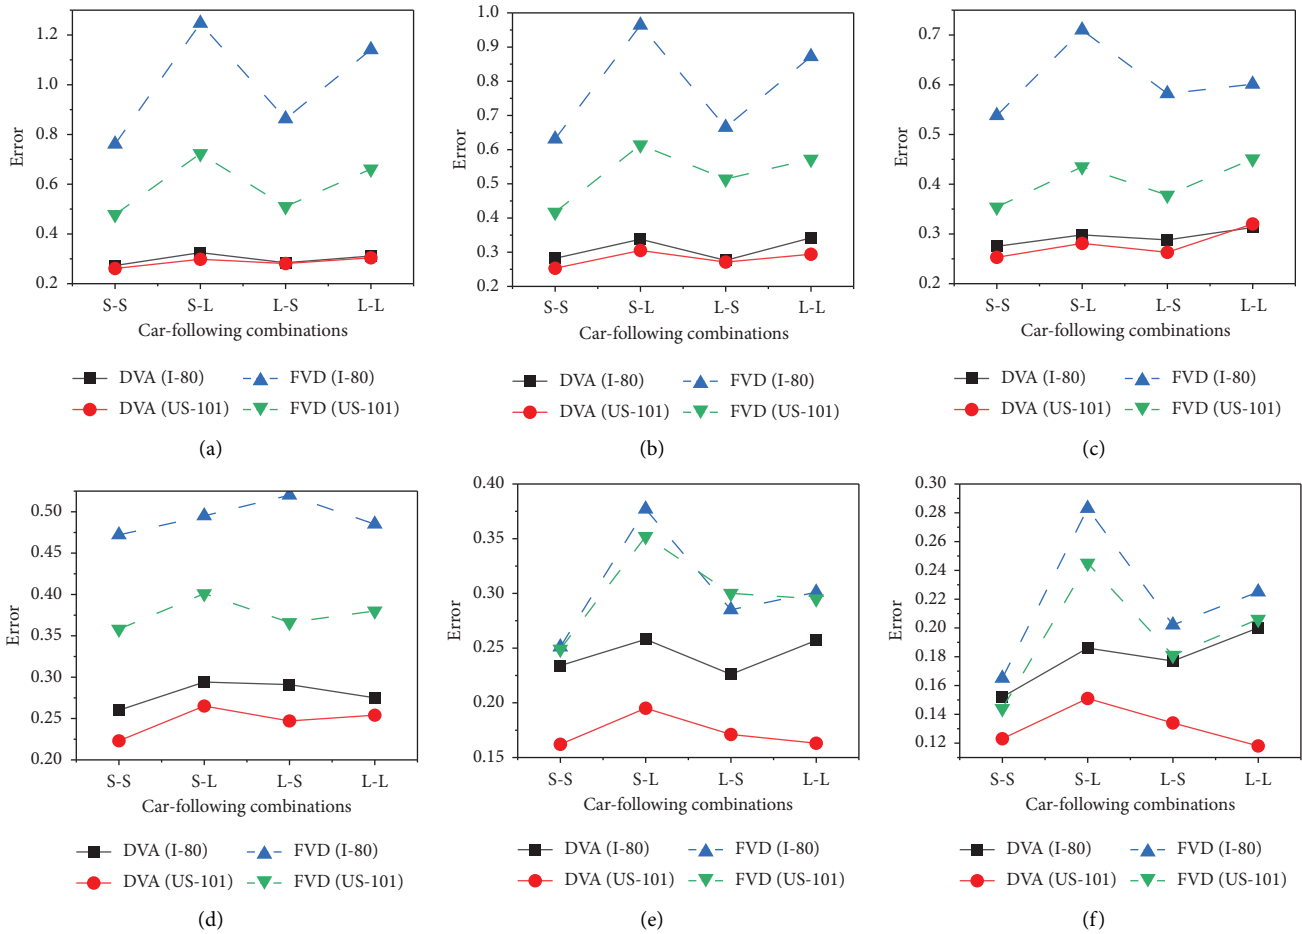 1.2
1.0
0.8
0.6
0.4
0.2
Error
S-S S-L L-S L-L
Car-following combinations
DVA (I-80) FVD (I-80)
DVA (US-101) FVD (US-101)
(a)
1.0
0.9
0.8
0.7
0.6
0.5
0.4
0.3
0.2
Error
S-S S-L L-S L-L
Car-following combinations
DVA (I-80) FVD (I-80)
DVA (US-101) FVD (US-101)
(b)
0.7
0.6
0.5
0.4
0.3
0.2
Error
S-S S-L L-S L-L
Car-following combinations
DVA (I-80) FVD (I-80)
DVA (US-101) FVD (US-101)
(c)
0.50
0.45
0.40
0.35
0.30
0.25
0.20
Error
S-S S-L L-S L-L
Car-following combinations
DVA (I-80) FVD (I-80)
DVA (US-101) FVD (US-101)
(d)
0.40
0.35
0.30
0.25
0.20
0.15
Error
S-S S-L L-S L-L
Car-following combinations
DVA (I-80) FVD (I-80)
DVA (US-101) FVD (US-101)
(e)
0.30
0.28
0.26
0.24
0.22
0.20
0.18
0.16
0.14
0.12
Error
S-S S-L L-S L-L
Car-following combinations
DVA (I-80) FVD (I-80)
DVA (US-101) FVD (US-101)
(f)